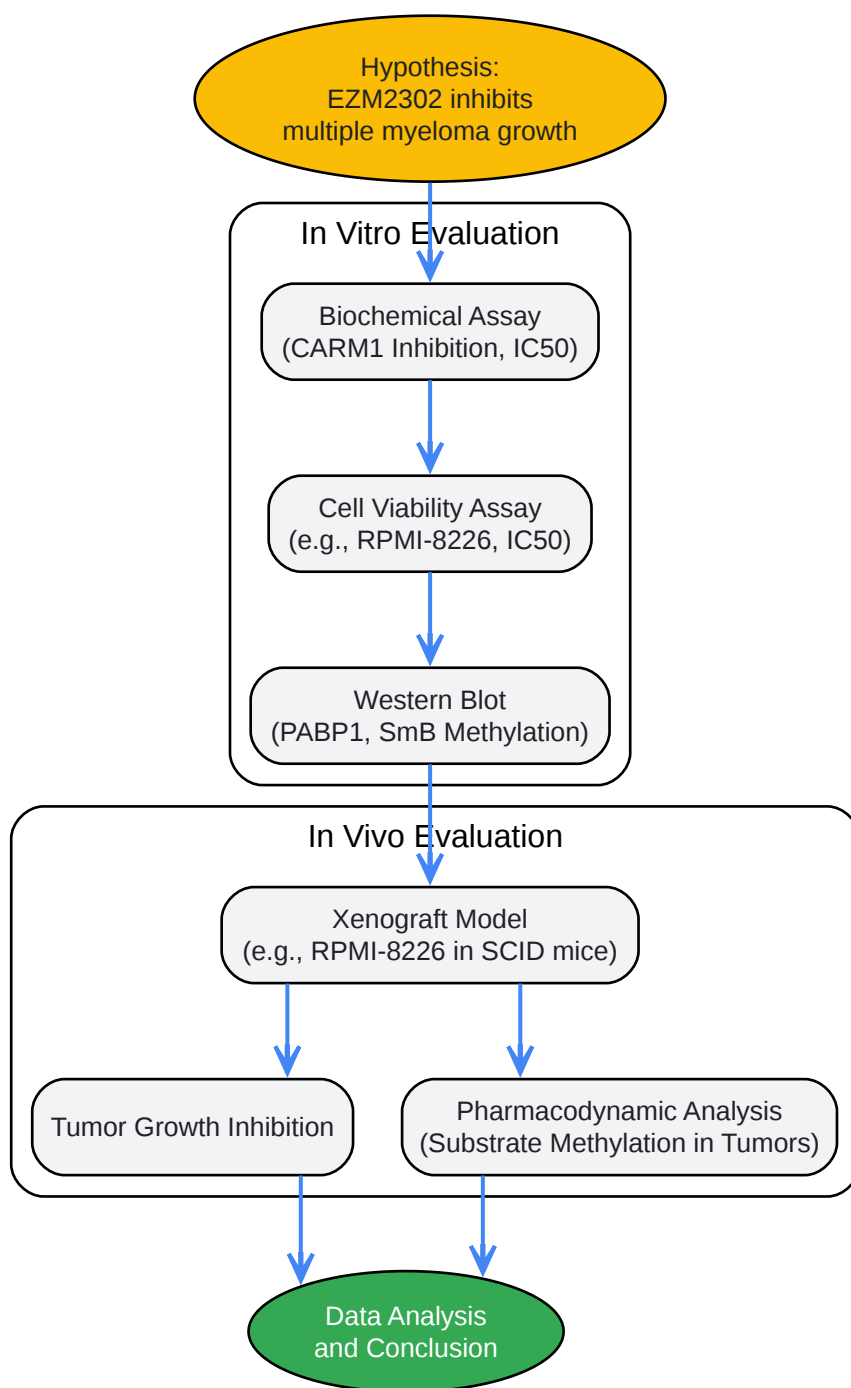 Hypothesis:
EZM2302 inhibits
multiple myeloma growth
In Vitro Evaluation
Biochemical Assay
(CARM1 Inhibition, IC50)
Cell Viability Assay
(e.g., RPMI-8226, IC50)
Western Blot
(PABP1, SmB Methylation)
In Vivo Evaluation
Xenograft Model
(e.g., RPMI-8226 in SCID mice)
Tumor Growth Inhibition
Pharmacodynamic Analysis
(Substrate Methylation in Tumors)
Data Analysis
and Conclusion